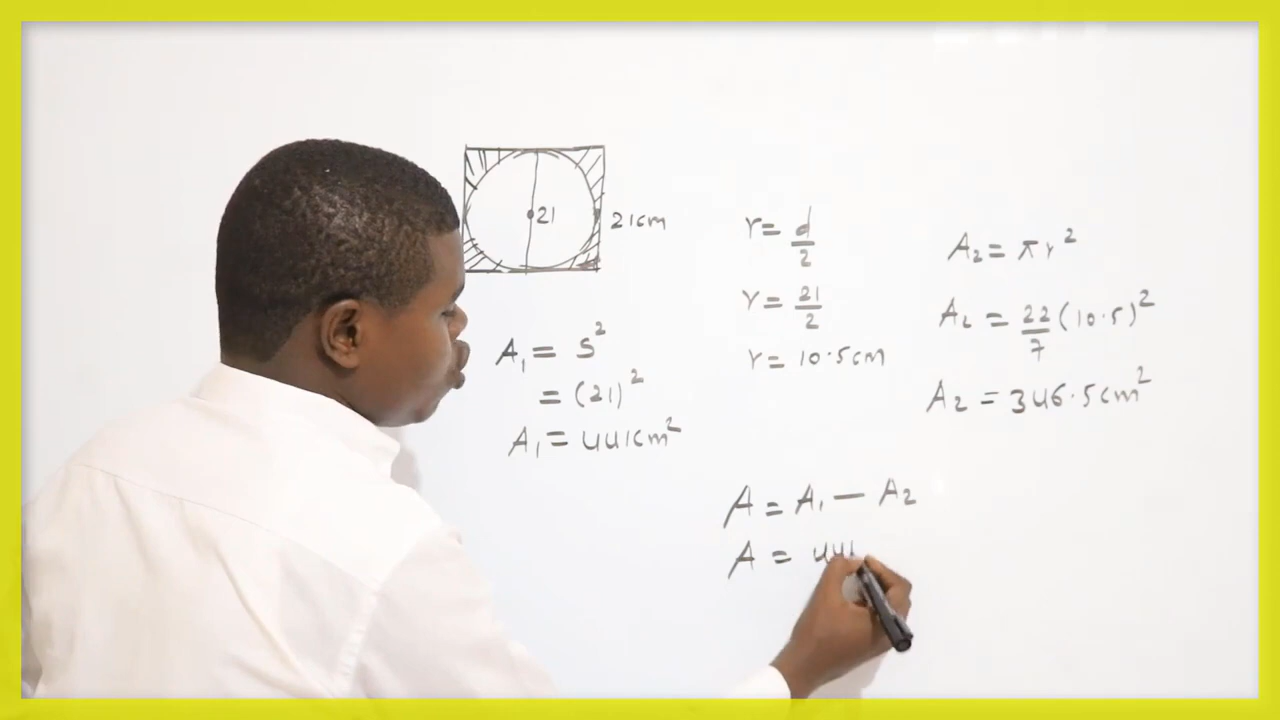 21
21cm
A₁ = S²
= (21)²
A₁ = 441cm²
r = d/2
r = 21/2
r = 10.5cm
A₂ = πr²
A₂ = 22/7 (10.5)²
A₂ = 346.5cm²
A = A₁ — A₂
A = 441